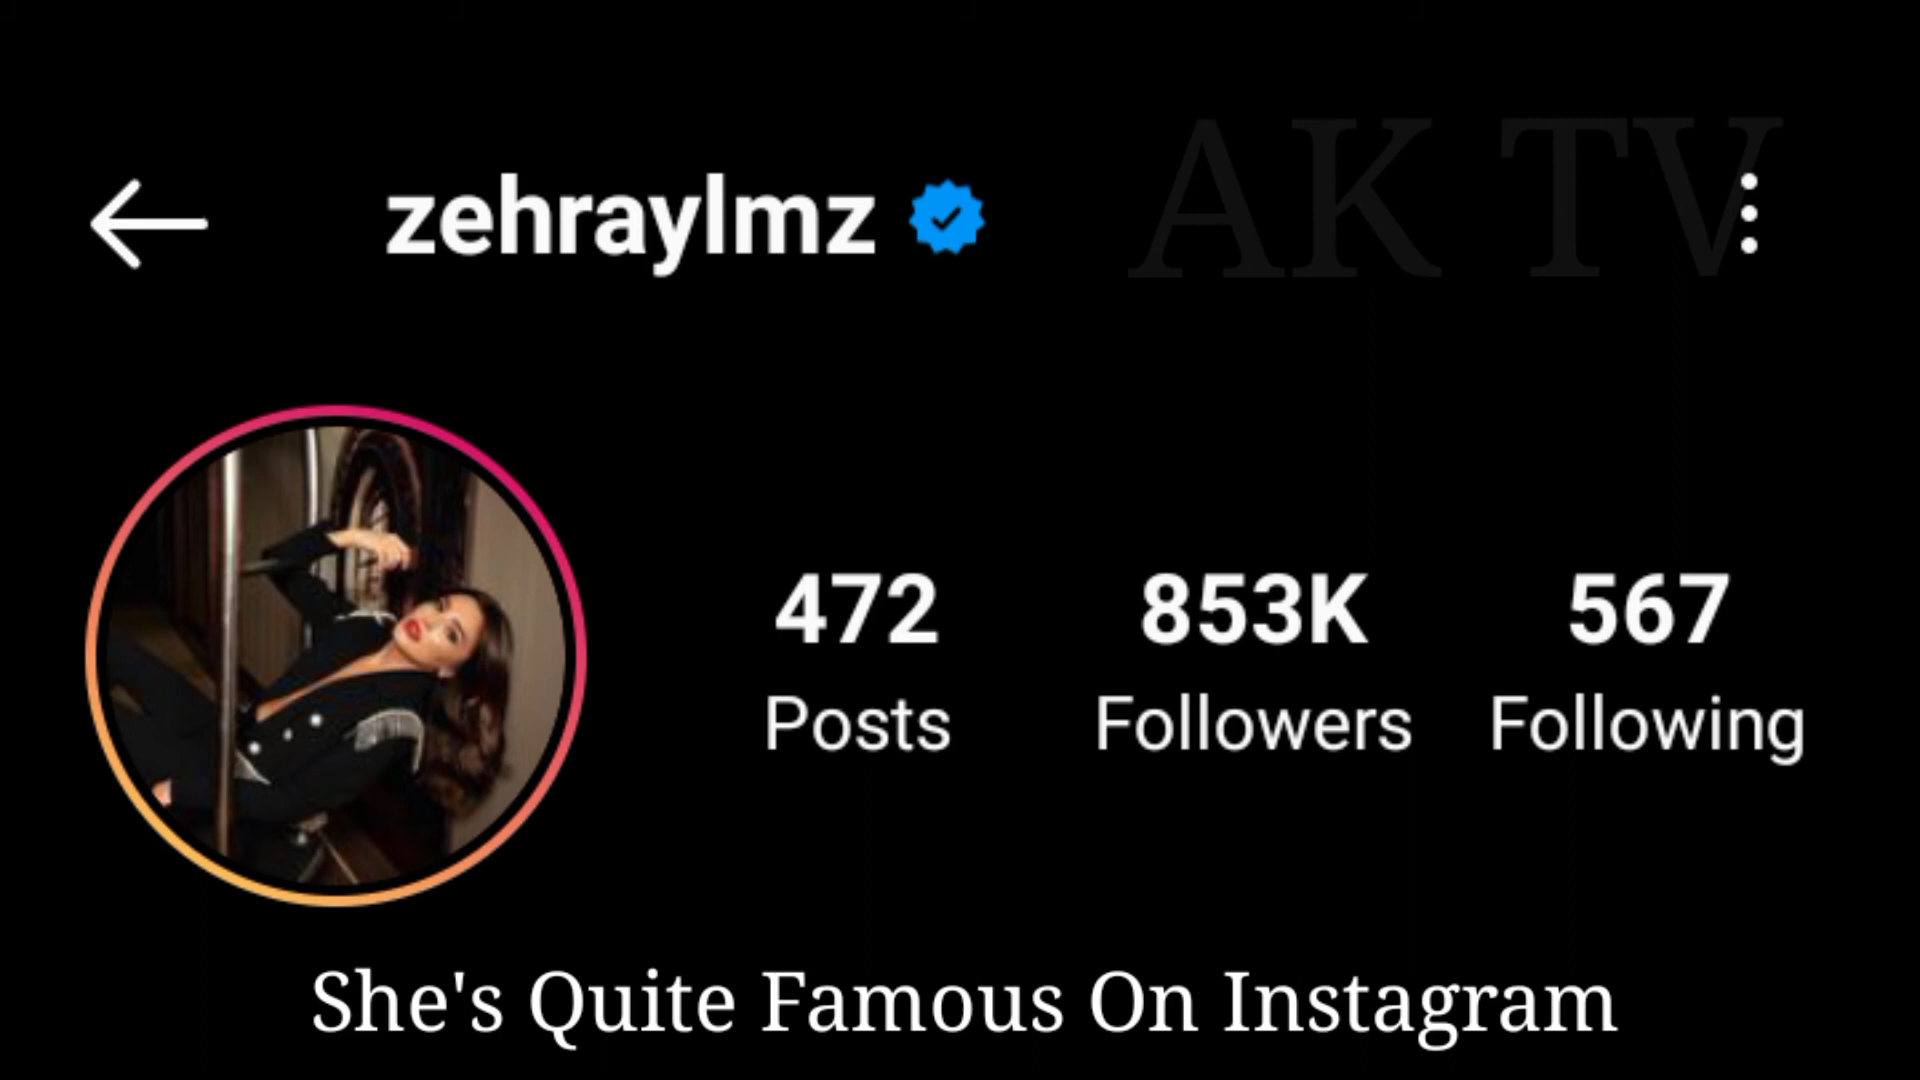 AK TV
zehraylmz
472 853K 567
Posts Followers Following
She's Quite Famous On Instagram